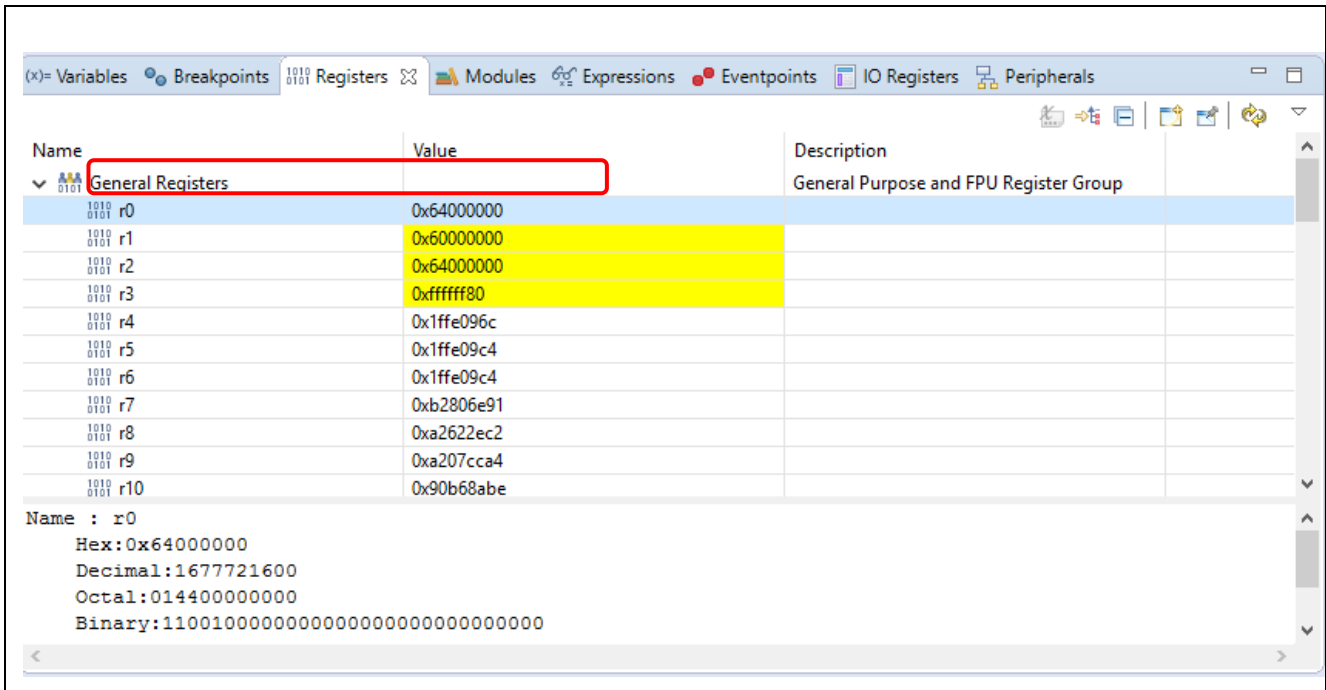 (x)= Variables Breakpoints 1010 0101 Registers Modules Expressions Eventpoints IO Registers Peripherals
Name Value Description
General Registers General Purpose and FPU Register Group
r0 0x64000000
r1 0x60000000
r2 0x64000000
r3 0xffffff80
r4 0x1ffe096c
r5 0x1ffe09c4
r6 0x1ffe09c4
r7 0xb2806e91
r8 0xa2622ec2
r9 0xa207cca4
r10 0x90b68abe
Name : r0
Hex:0x64000000
Decimal:1677721600
Octal:014400000000
Binary:1100100000000000000000000000000